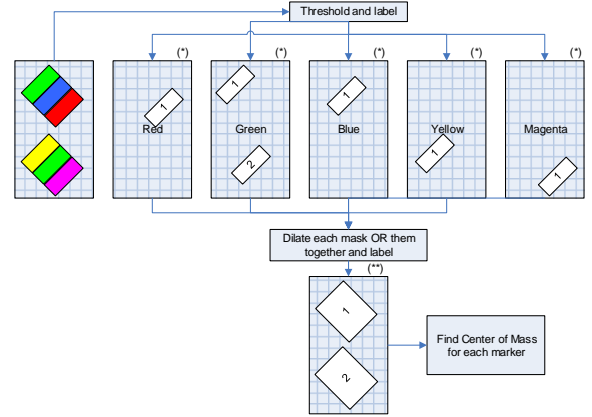 Threshold and label
(*)
(*)
(*)
(*)
(*)
1
Red
1
Green
2
1
Blue
Yellow
1
Magenta
1
Dilate each mask OR them
together and label
(**)
1
2
Find Center of Mass
for each marker